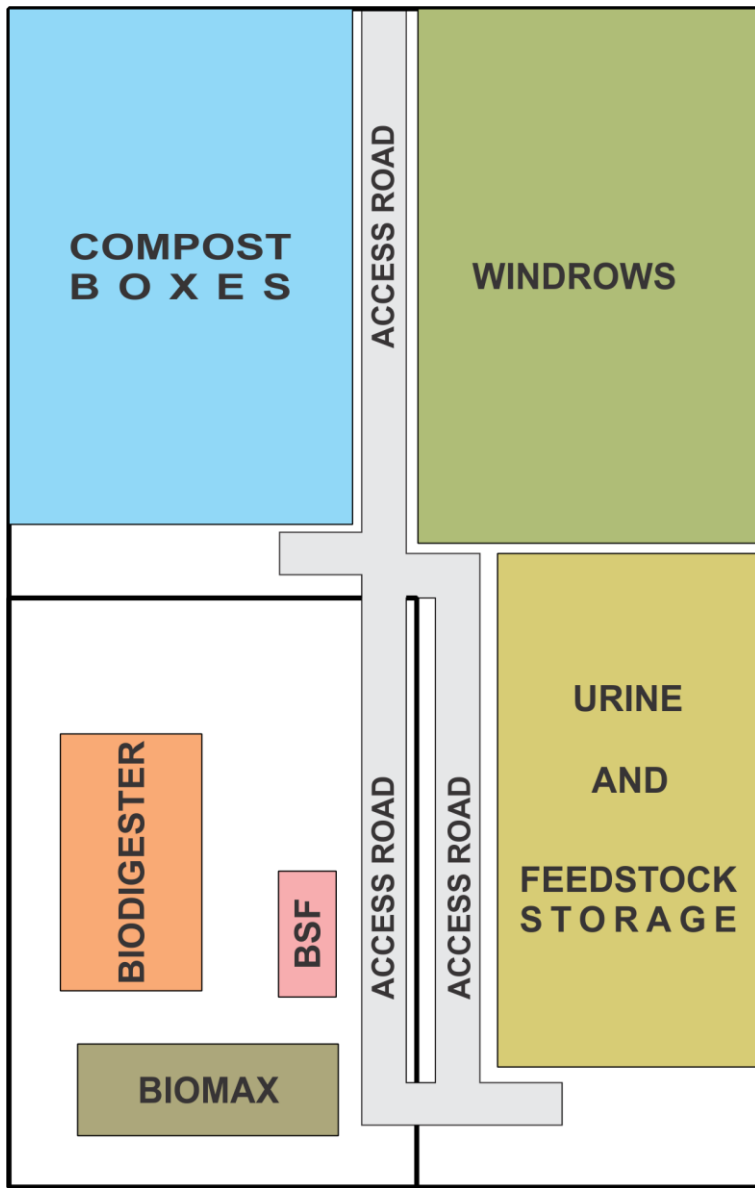 COMPOST
BOXES
ACCESS ROAD
WINDROWS
BIODIGESTER
BSF
BIOMAX
ACCESS ROAD
ACCESS ROAD
URINE
AND
FEEDSTOCK
STORAGE